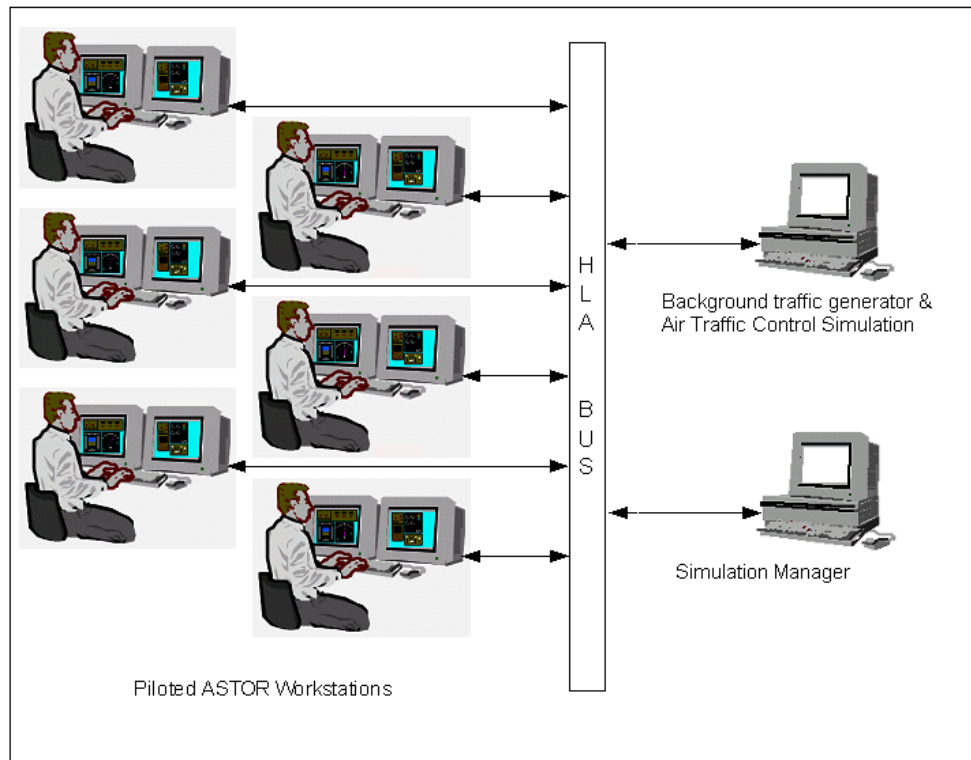 H
L
A
B
U
S
Background traffic generator &
Air Traffic Control Simulation
Simulation Manager
Piloted ASTOR Workstations